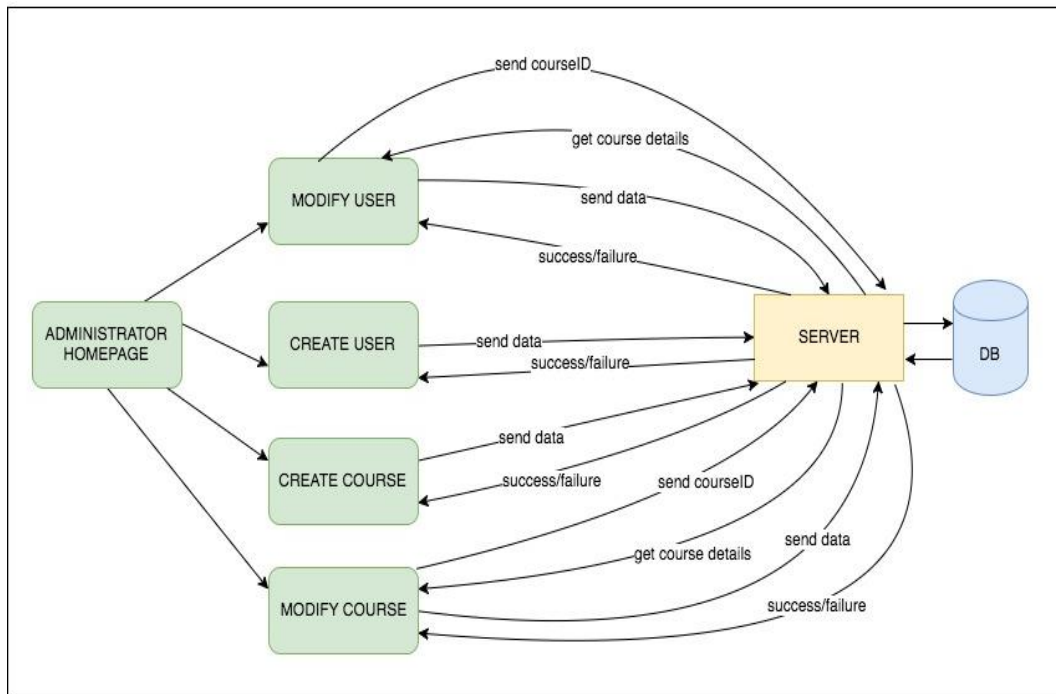 send courseID
get course details
MODIFY USER
send data
success/failure
ADMINISTRATOR
HOMEPAGE
CREATE USER
send data
success/failure
SERVER
DB
CREATE COURSE
send data
success/failure
send courseID
get course details
send data
MODIFY COURSE
success/failure